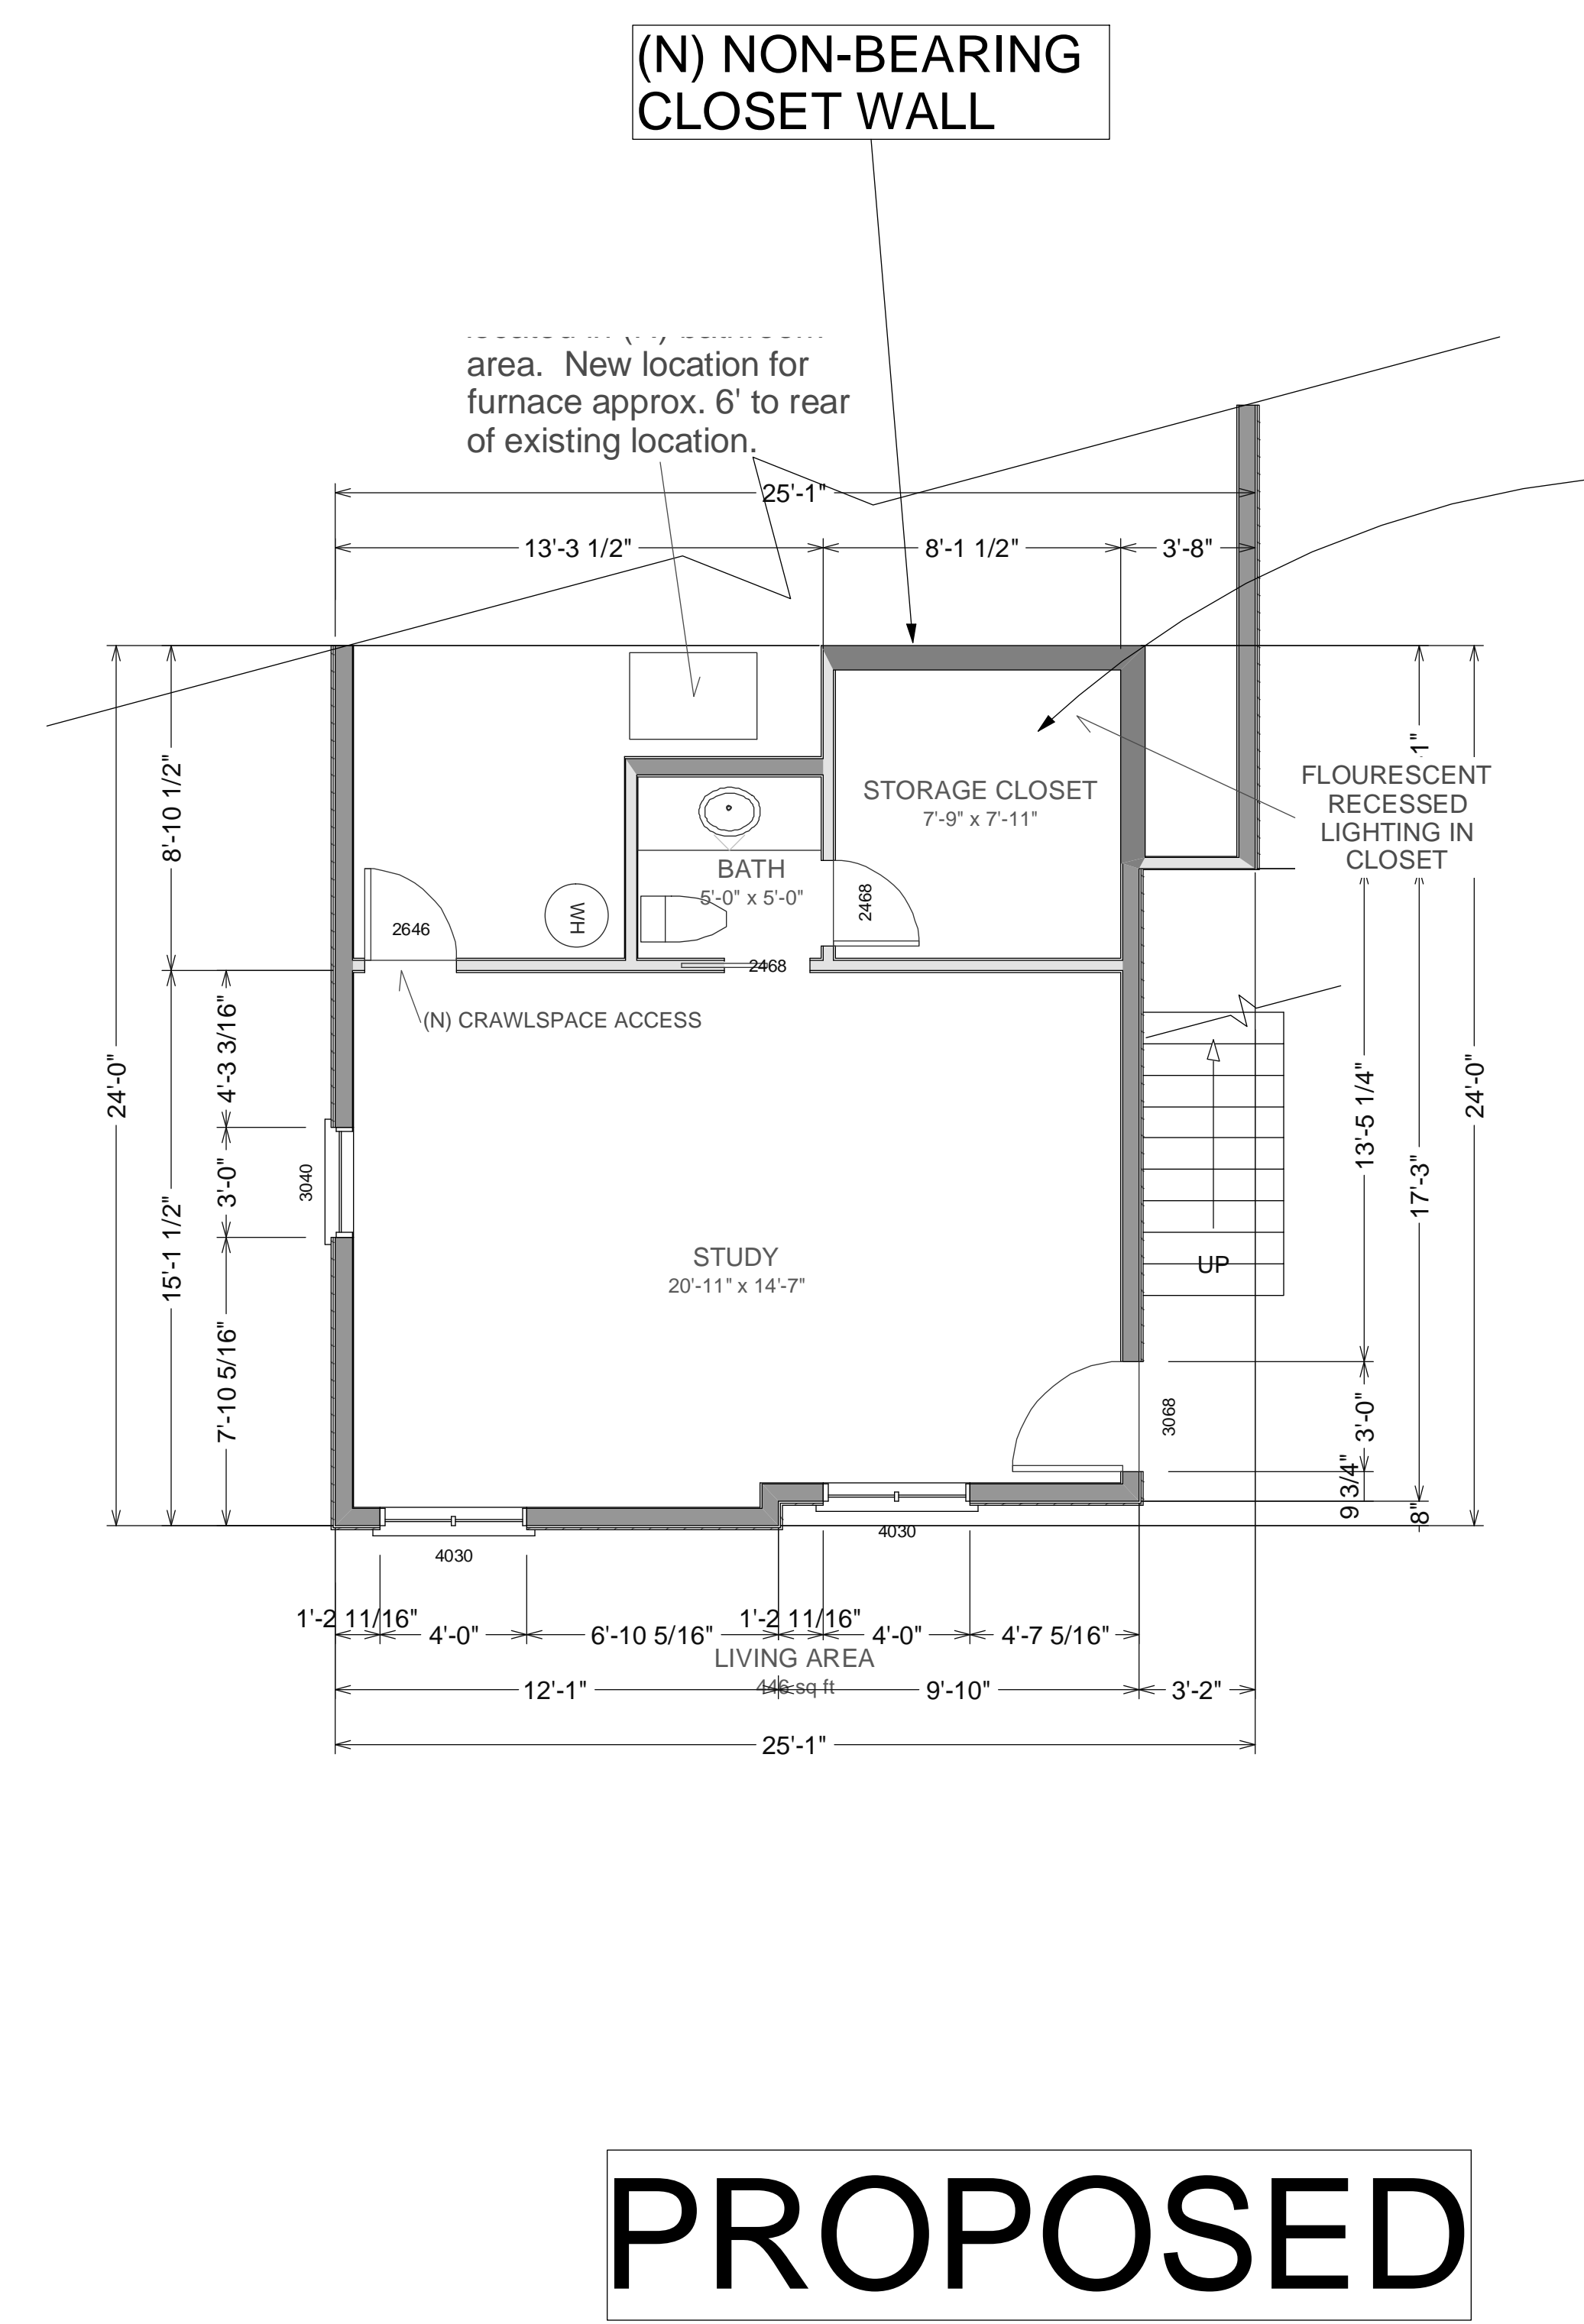 (N) NON-BEARING
CLOSET WALL
area.  New location for
furnace approx. 6' to rear
of existing location.
25'-1"
13'-3 1/2"
8'-1 1/2"
3'-8"
STORAGE CLOSET
7'-9" x 7'-11"
FLOURESCENT
RECESSED
LIGHTING IN
CLOSET
BATH
5'-0" x 5'-0"
2468
WH
2646
2468
(N) CRAWLSPACE ACCESS
8'-10 1/2"
24'-0"
4'-3 3/16"
3'-0"
3040
15'-1 1/2"
7'-10 5/16"
STUDY
20'-11" x 14'-7"
UP
13'-5 1/4"
17'-3"
24'-0"
3068
3'-0"
9 3/4"
8"
4030
4030
1'-2 11/16"
4'-0"
6'-10 5/16"
1'-2 11/16"
4'-0"
4'-7 5/16"
LIVING AREA
446 sq ft
12'-1"
9'-10"
3'-2"
25'-1"
PROPOSED